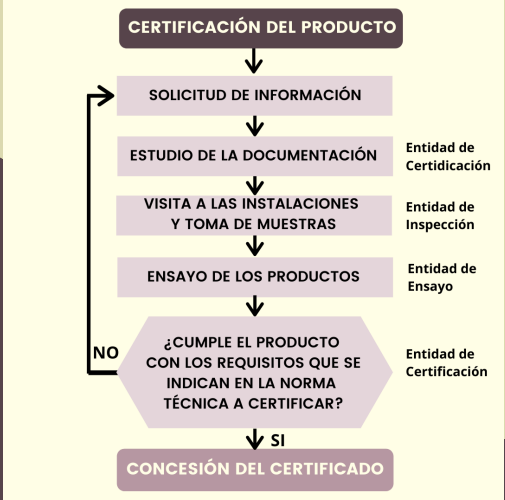 CERTIFICACIÓN DEL PRODUCTO
SOLICITUD DE INFORMACIÓN
ESTUDIO DE LA DOCUMENTACIÓN
Entidad de
Certidicación
VISITA A LAS INSTALACIONES
Y TOMA DE MUESTRAS
Entidad de
Inspección
ENSAYO DE LOS PRODUCTOS
Entidad de
Ensayo
NO
¿CUMPLE EL PRODUCTO
CON LOS REQUISITOS QUE SE
INDICAN EN LA NORMA
TÉCNICA A CERTIFICAR?
Entidad de
Certificación
SI
CONCESIÓN DEL CERTIFICADO